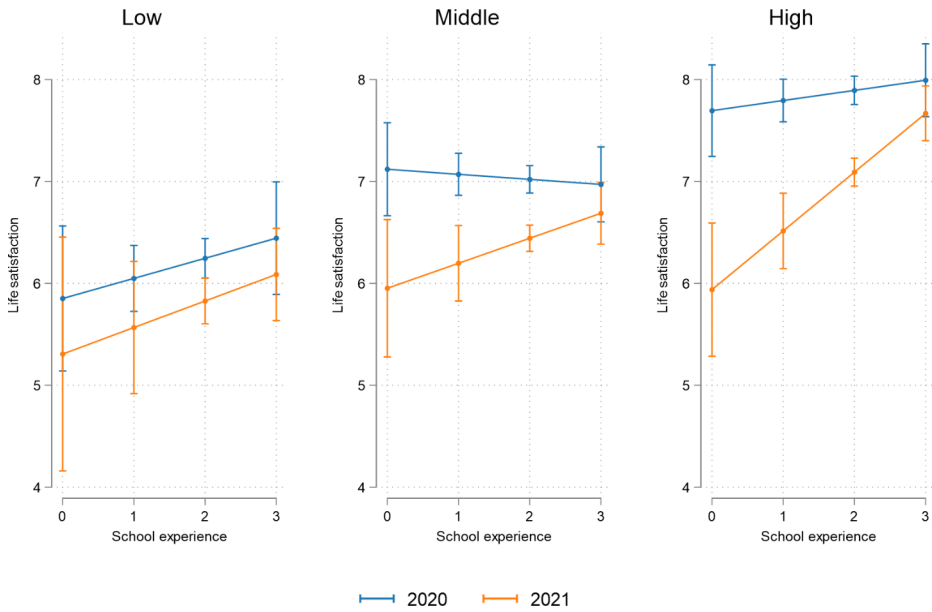 Low
Middle
High
8
7
6
5
4
Life satisfaction
0 1 2 3
School experience
8
7
6
5
4
Life satisfaction
0 1 2 3
School experience
8
7
6
5
4
Life satisfaction
0 1 2 3
School experience
2020 2021